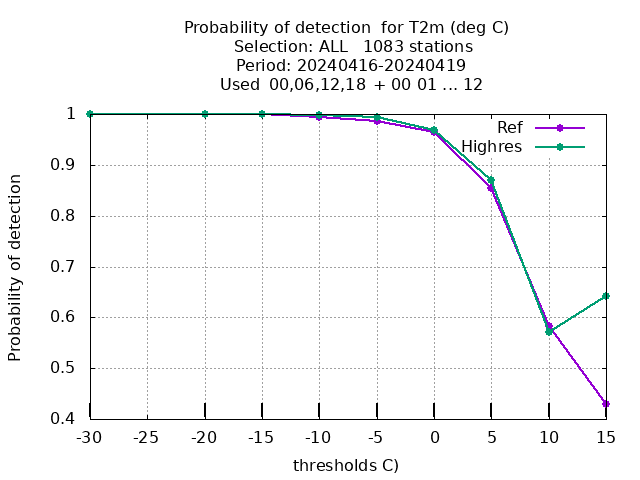 Probability of detection for T2m (deg C)
Selection: ALL 1083 stations
Period: 20240416-20240419
Used 00,06,12,18 + 00 01 ... 12
Ref
Highres
Probability of detection
1
0.9
0.8
0.7
0.6
0.5
0.4
-30 -25 -20 -15 -10 -5 0 5 10 15
thresholds C)